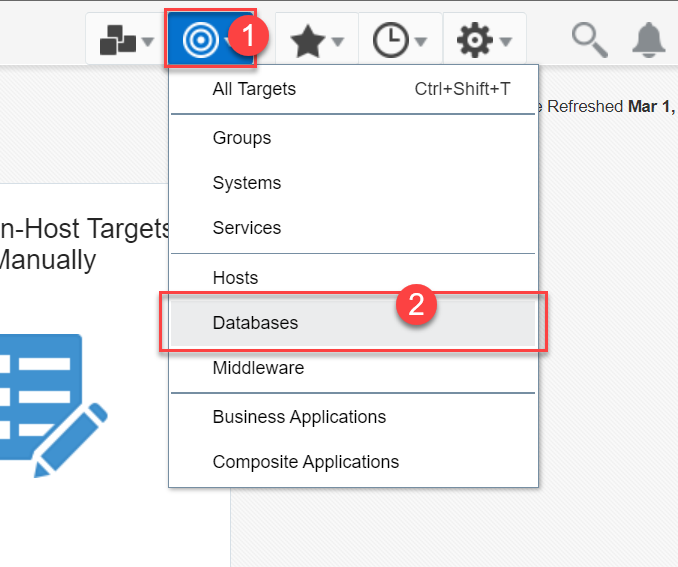 1
All Targets Ctrl+Shift+T
Refreshed Mar 1,
Groups
Systems
Services
n-Host Targets
Manually
Hosts
2
Databases
Middleware
Business Applications
Composite Applications